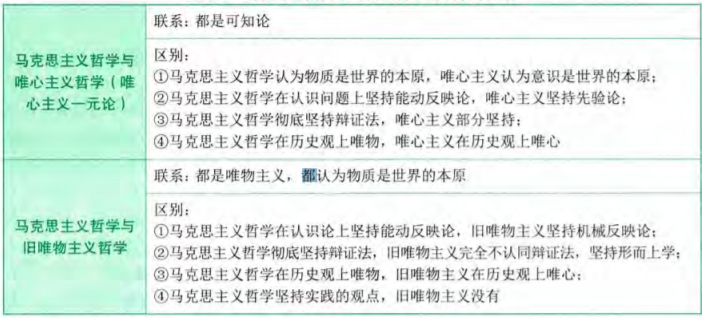 马克思主义哲学与
唯心主义哲学（唯
心主义一元论）
联系：都是可知论
区别：
①马克思主义哲学认为物质是世界的本原，唯心主义认为意识是世界的本原；
②马克思主义哲学在认识问题上坚持能动反映论，唯心主义坚持先验论；
③马克思主义哲学彻底坚持辩证法，唯心主义部分坚持；
④马克思主义哲学在历史观上唯物，唯心主义在历史观上唯心
马克思主义哲学与
旧唯物主义哲学
联系：都是唯物主义，都认为物质是世界的本原
区别：
①马克思主义哲学在认识论上坚持能动反映论，旧唯物主义坚持机械反映论；
②马克思主义哲学彻底坚持辩证法，旧唯物主义完全不认同辩证法，坚持形而上学；
③马克思主义哲学在历史观上唯物，旧唯物主义在历史观上唯心；
④马克思主义哲学坚持实践的观点，旧唯物主义没有